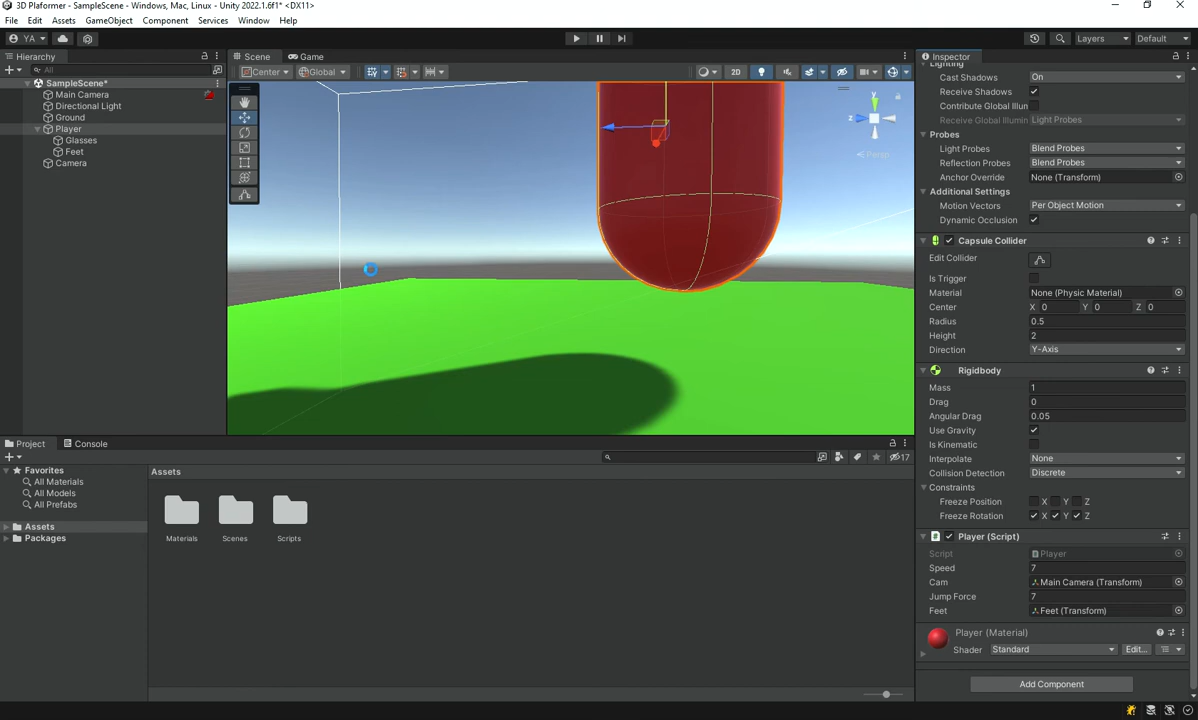 3D Plaformer - SampleScene - Windows, Mac, Linux - Unity 2022.1.6f1* <DX11>
File Edit Assets GameObject Component Services Window Help
YA Layers Default
Hierarchy Scene Game Inspector
All Center Global 2D
SampleScene*
Main Camera
Directional Light
Ground
Player
Glasses
Feet
Camera
y
z
Persp
Lighting
Cast Shadows On
Receive Shadows
Contribute Global Illun
Receive Global Illumin Light Probes
Probes
Light Probes Blend Probes
Reflection Probes Blend Probes
Anchor Override None (Transform)
Additional Settings
Motion Vectors Per Object Motion
Dynamic Occlusion
Capsule Collider
Edit Collider
Is Trigger
Material None (Physic Material)
Center X 0 Y 0 Z 0
Radius 0.5
Height 2
Direction Y-Axis
Rigidbody
Mass 1
Drag 0
Angular Drag 0.05
Use Gravity
Is Kinematic
Interpolate None
Collision Detection Discrete
Constraints
Freeze Position X Y Z
Freeze Rotation X Y Z
Player (Script)
Script Player
Speed 7
Cam Main Camera (Transform)
Jump Force 7
Feet Feet (Transform)
Player (Material)
Shader Standard Edit...
Add Component
Project Console
17
Favorites
All Materials
All Models
All Prefabs
Assets
Packages
Assets
Materials Scenes Scripts